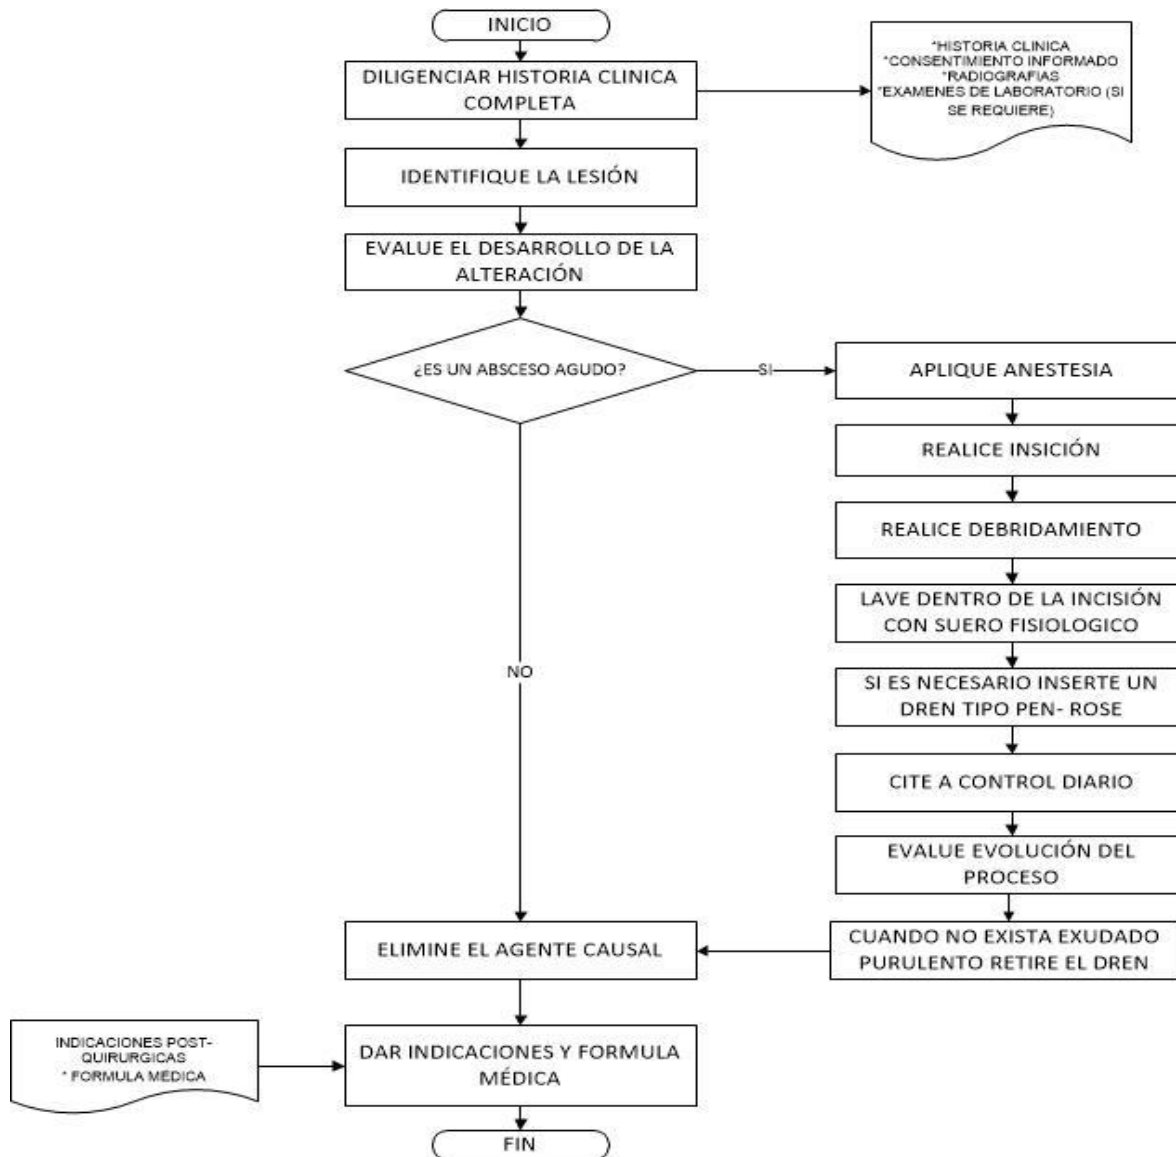 INICIO
DILIGENCIAR HISTORIA CLINICA
COMPLETA
*HISTORIA CLINICA
*CONSENTIMIENTO INFORMADO
*RADIOGRAFIAS
*EXAMENES DE LABORATORIO (SI
SE REQUIERE)
IDENTIFIQUE LA LESIÓN
EVALUE EL DESARROLLO DE LA
ALTERACIÓN
¿ES UN ABSCESO AGUDO?
SI
APLIQUE ANESTESIA
REALICE INSICIÓN
REALICE DEBRIDAMIENTO
LAVE DENTRO DE LA INCISIÓN
CON SUERO FISIOLOGICO
SI ES NECESARIO INSERTE UN
DREN TIPO PEN- ROSE
CITE A CONTROL DIARIO
EVALUE EVOLUCIÓN DEL
PROCESO
CUANDO NO EXISTA EXUDADO
PURULENTO RETIRE EL DREN
NO
ELIMINE EL AGENTE CAUSAL
INDICACIONES POST-
QUIRURGICAS
* FORMULA MÉDICA
DAR INDICACIONES Y FORMULA
MÉDICA
FIN